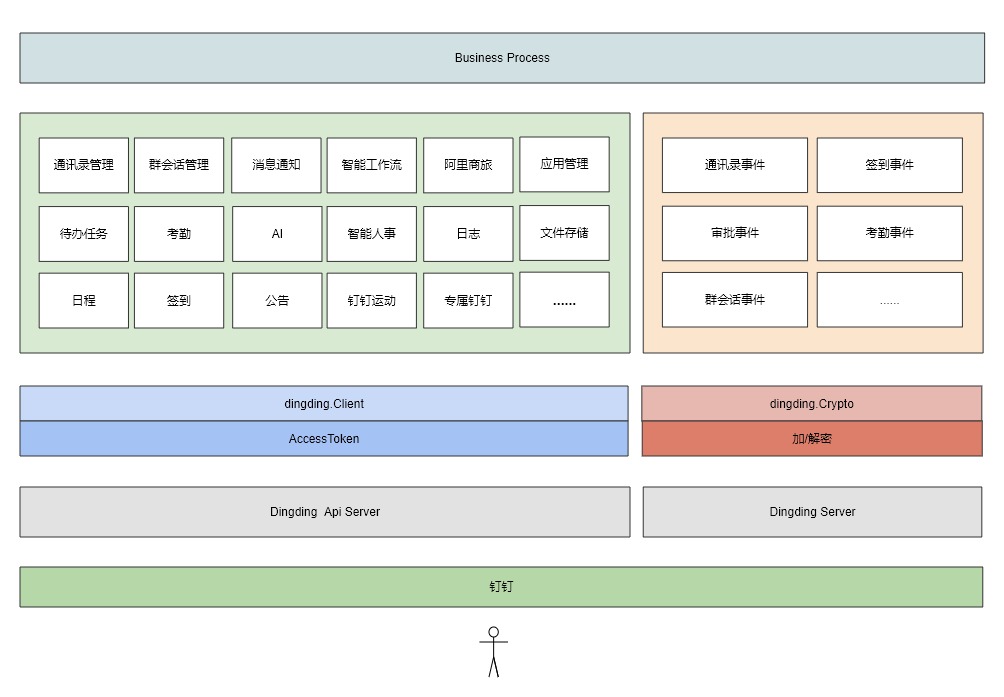 Business Process
通讯录管理
群会话管理
消息通知
智能工作流
阿里商旅
应用管理
待办任务
考勤
AI
智能人事
日志
文件存储
日程
签到
公告
钉钉运动
专属钉钉
......
通讯录事件
签到事件
审批事件
考勤事件
群会话事件
......
dingding.Client
AccessToken
dingding.Crypto
加/解密
Dingding  Api Server
Dingding Server
钉钉